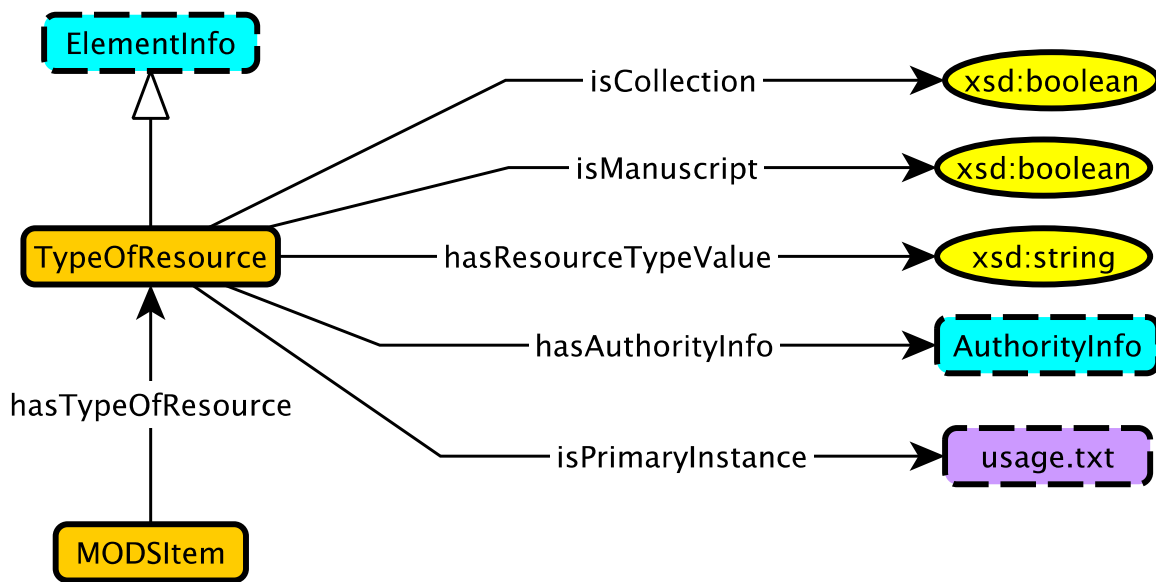 ElementInfo
isCollection
xsd:boolean
isManuscript
xsd:boolean
TypeOfResource
hasResourceTypeValue
xsd:string
hasAuthorityInfo
AuthorityInfo
hasTypeOfResource
isPrimaryInstance
usage.txt
MODSItem